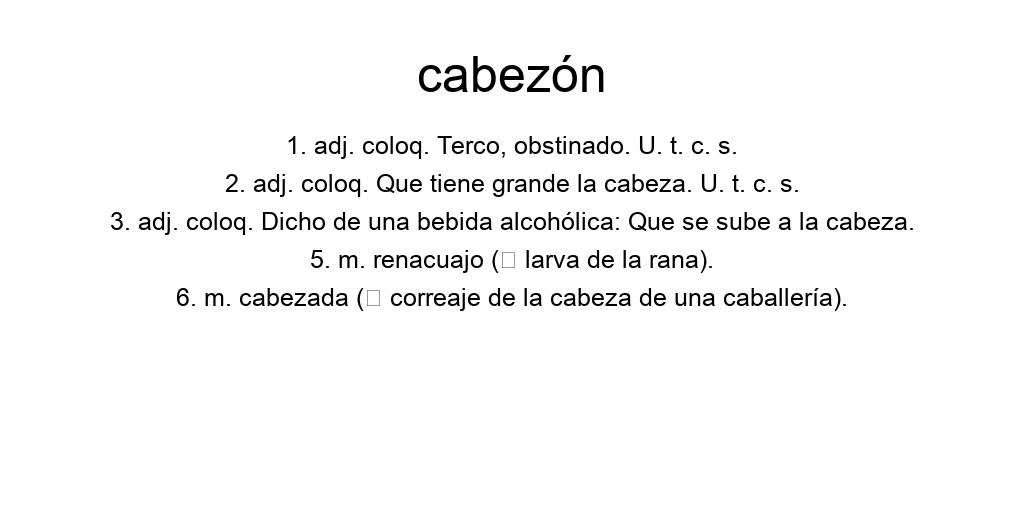 cabezón
1. adj. coloq. Terco, obstinado. U. t. c. s.
2. adj. coloq. Que tiene grande la cabeza. U. t. c. s.
3. adj. coloq. Dicho de una bebida alcohólica: Que se sube a la cabeza.
5. m. renacuajo (□ larva de la rana).
6. m. cabezada (□ correaje de la cabeza de una caballería).